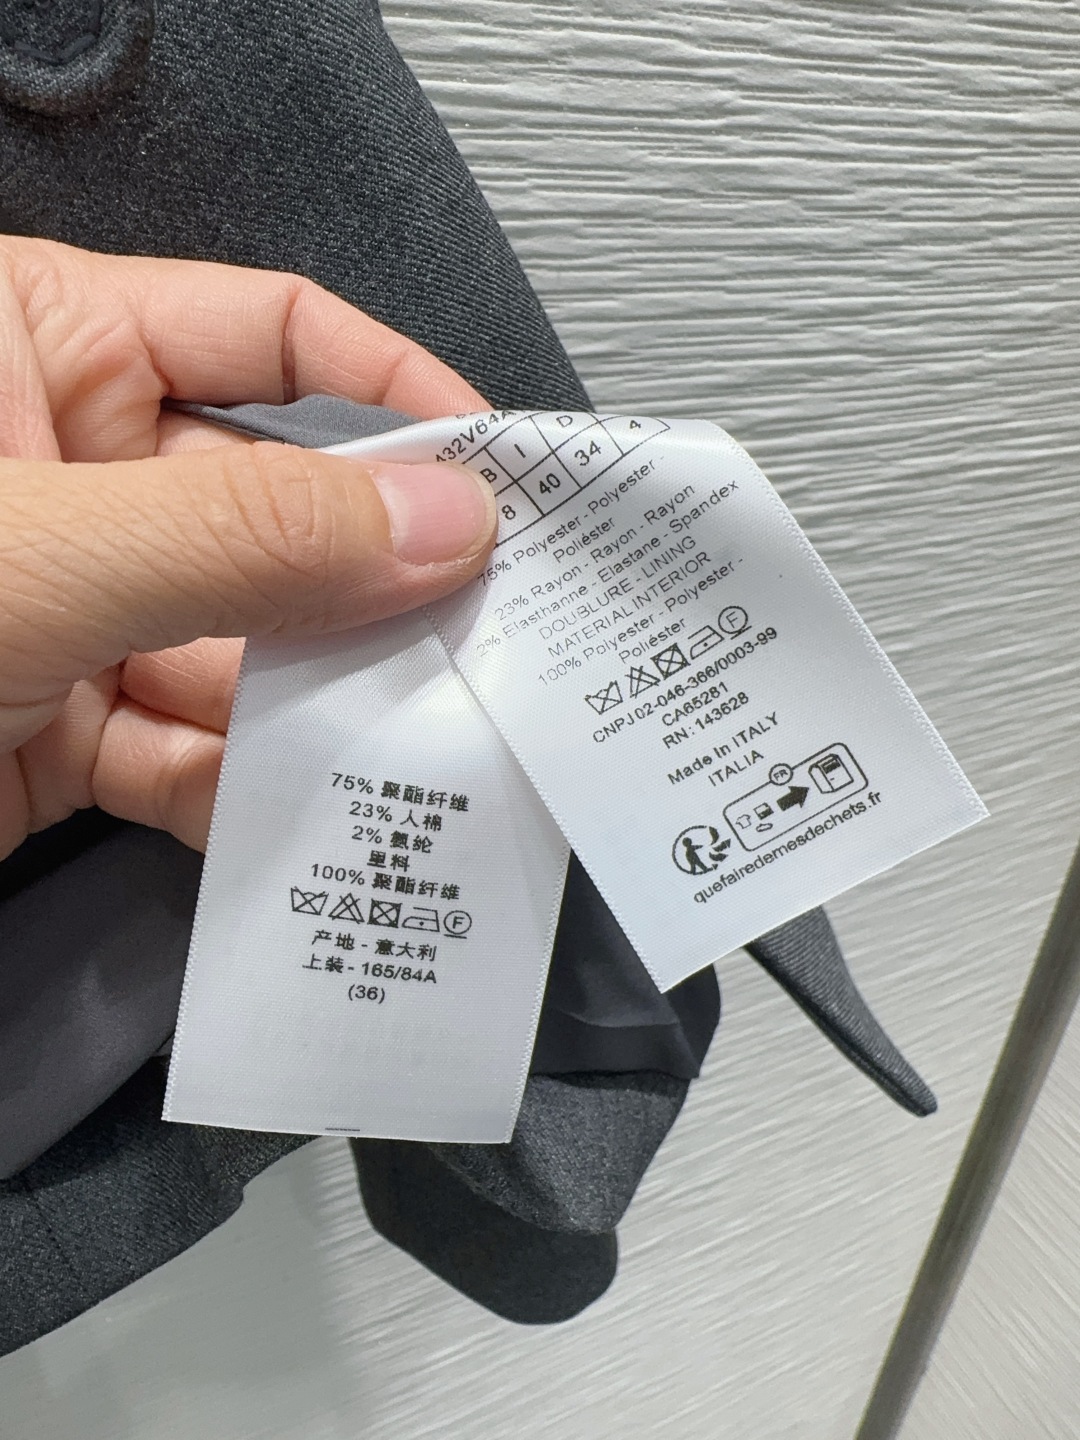 432V64A
B I D
8 40 34 4
75% Polyester - Polyester -
Poliéster
23% Rayon - Rayon - Rayon
2% Elasthanne - Elastane - Spandex
DOUBLURE - LINING
MATERIAL INTERIOR
100% Polyester - Polyester -
Poliéster
F
CNPJ 02-046-366/0003-99
CA65281
RN: 143628
Made In ITALY
ITALIA
FR
quefairedemesdechets.fr
75% 聚酯纤维
23% 人棉
2% 氨纶
里料
100% 聚酯纤维
F
产地 - 意大利
上装 - 165/84A
(36)